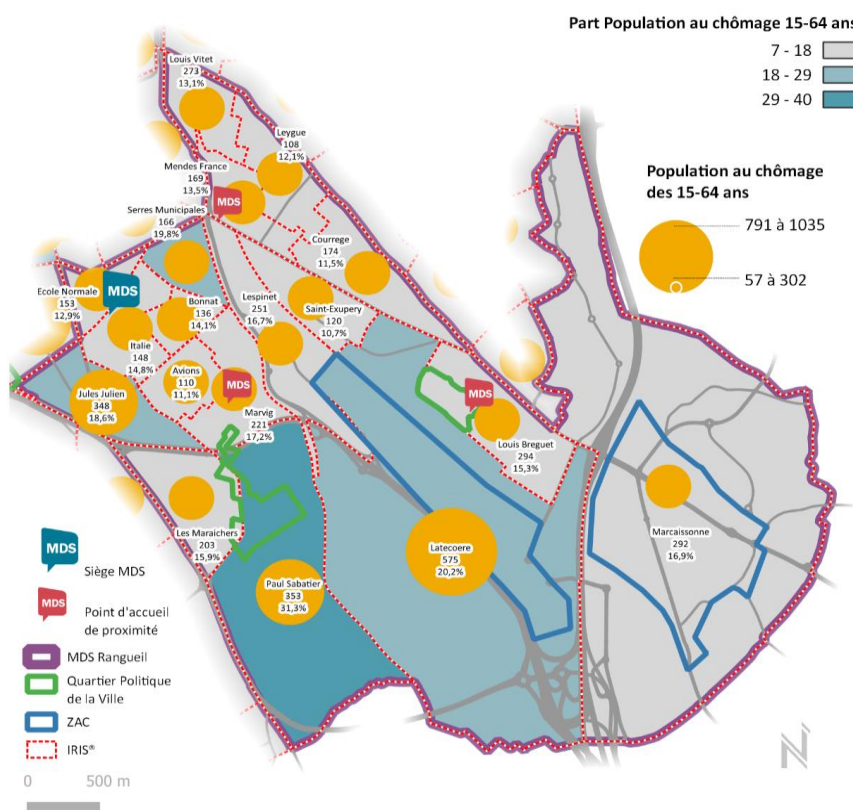 Part Population au chômage 15-64 ans
7 - 18
18 - 29
29 - 40
Population au chômage
des 15-64 ans
791 à 1035
57 à 302
Louis Vitet
273
13,1%
Leygue
108
12,1%
Mendes France
169
13,5%
MDS
Serres Municipales
166
19,8%
Courrege
174
11,5%
Ecole Normale
153
12,9%
MDS
Bonnat
136
14,1%
Lespinet
251
16,7%
Saint-Exupery
120
10,7%
Italie
148
14,8%
Avions
110
11,1%
MDS
Jules Julien
348
18,6%
Marvig
221
17,2%
MDS
Louis Breguet
294
15,3%
Les Maraichers
203
15,9%
Latecoere
575
20,2%
Marcaissonne
292
16,9%
Paul Sabatier
353
31,3%
MDS
Siège MDS
MDS
Point d'accueil
de proximité
MDS Rangueil
Quartier Politique
de la Ville
ZAC
IRIS®
0 500 m
N